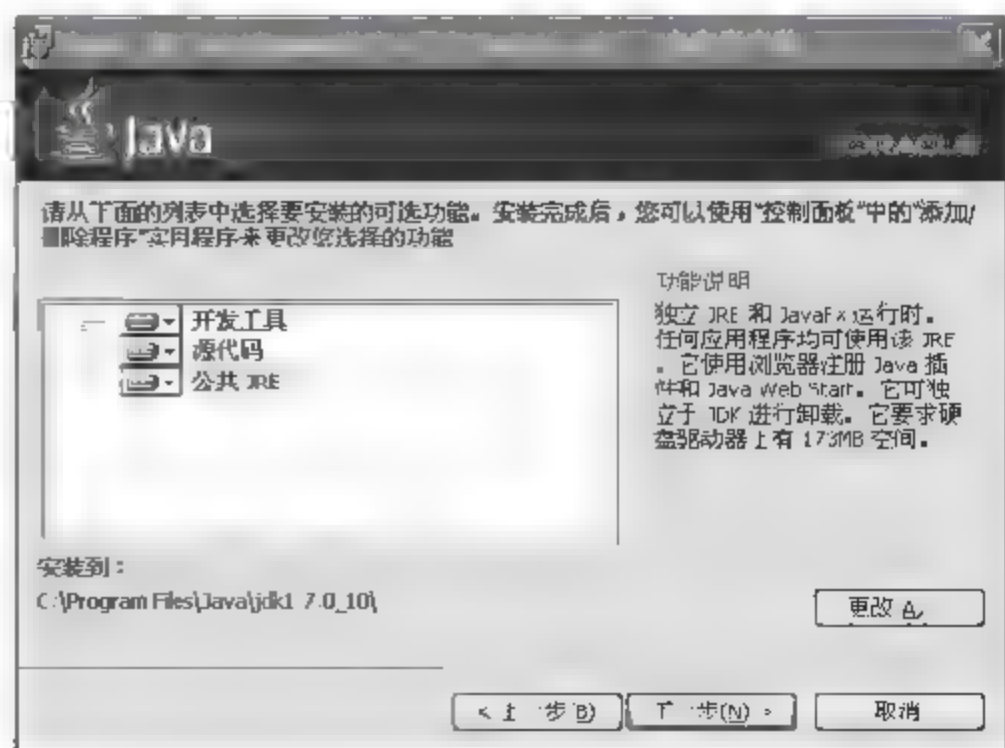 Java
请从下面的列表中选择要安装的可选功能。安装完成后，您可以使用“控制面板”中的“添加/
删除程序”实用程序来更改您选择的功能
功能说明
独立 JRE 和 JavaFx 运行时。
任何应用程序均可使用该 JRE
。它使用浏览器注册 Java 插
件和 Java Web Start。它可独
立于 JDK 进行卸载。它要求硬
盘驱动器上有 173MB 空间。
开发工具
源代码
公共 JRE
安装到：
C:\Program Files\Java\jdk1.7.0_10\
更改 A
< 上一步(B)
下一步(N) >
取消